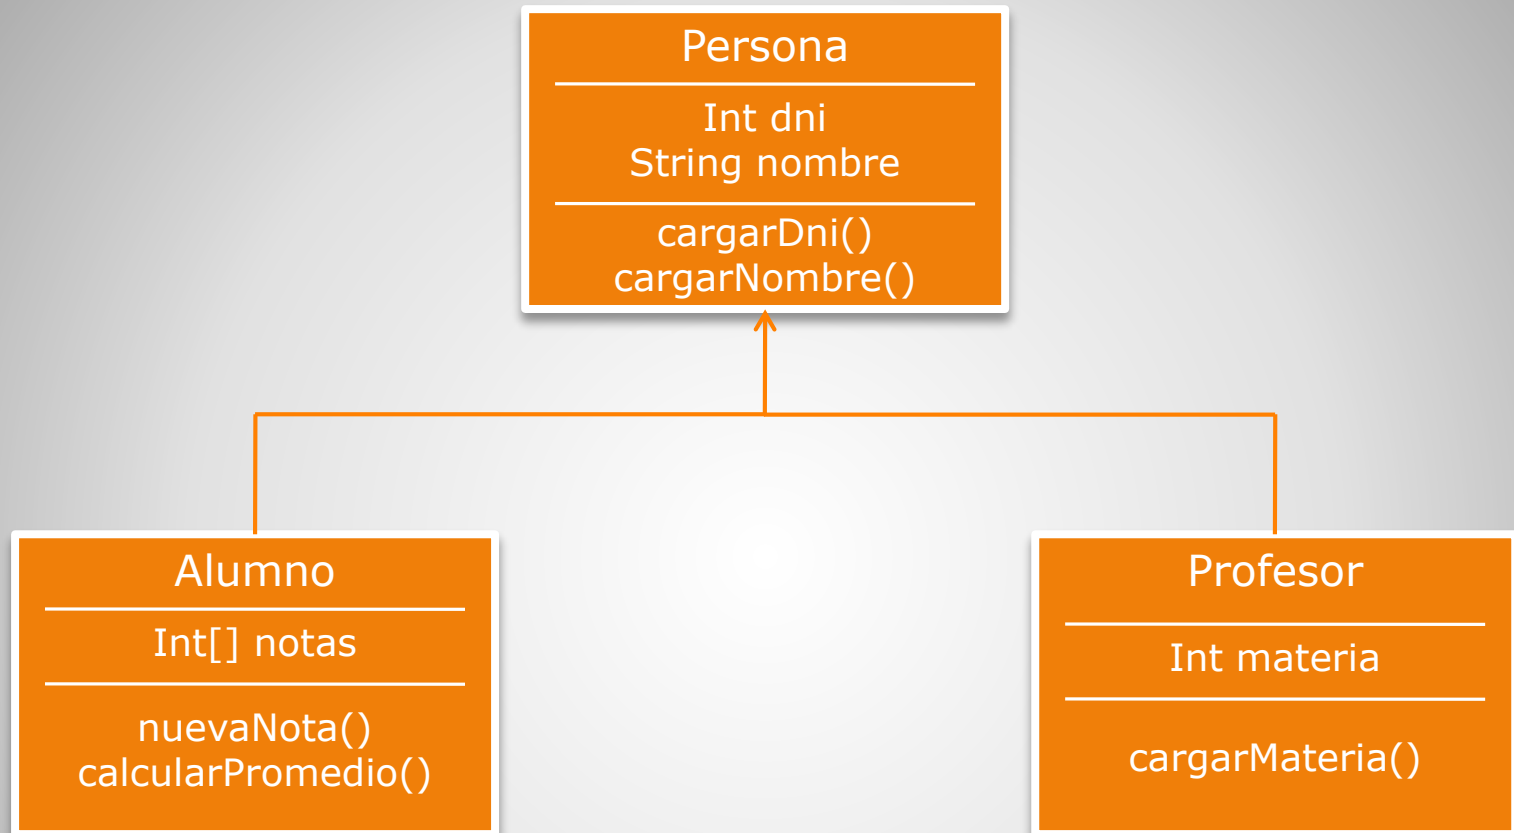 Persona
Int dni
String nombre
cargarDni()
cargarNombre()
Alumno
Int[] notas
nuevaNota()
calcularPromedio()
Profesor
Int materia
cargarMateria()